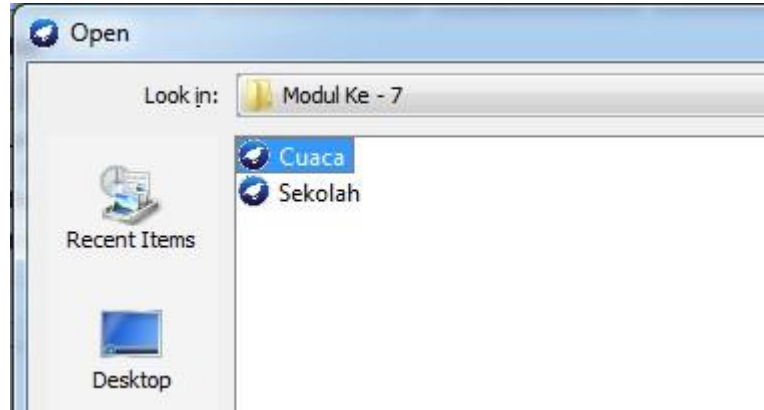 Open
Look in: Modul Ke - 7
Cuaca
Sekolah
Recent Items
Desktop